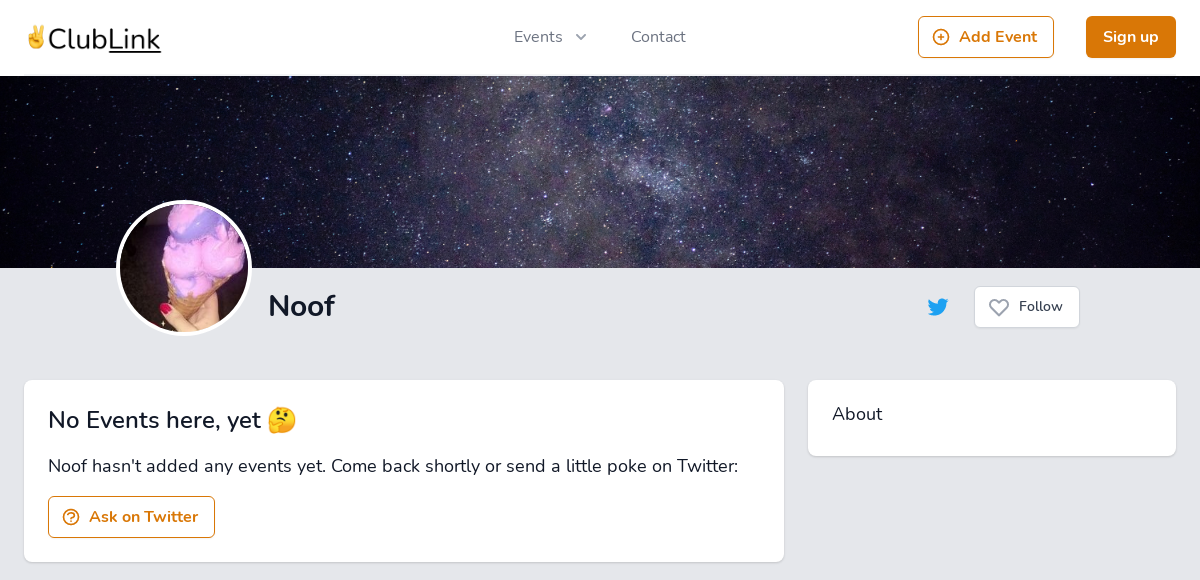 ✌️ClubLink
Events
Contact
Add Event
Sign up
Noof
Follow
No Events here, yet 🤔
Noof hasn't added any events yet. Come back shortly or send a little poke on Twitter:
Ask on Twitter
About